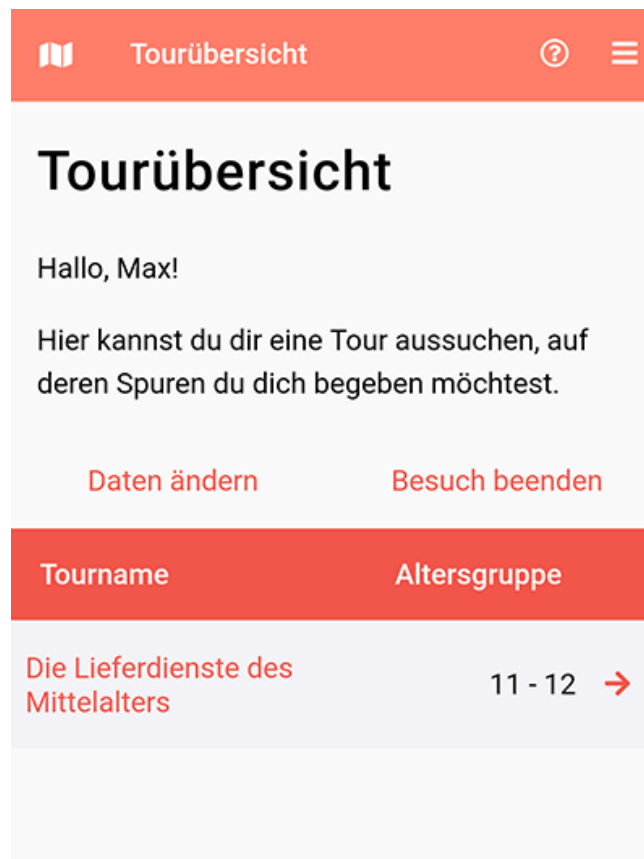 Tourübersicht
Tourübersicht
Hallo, Max!
Hier kannst du dir eine Tour aussuchen, auf
deren Spuren du dich begeben möchtest.
Daten ändern Besuch beenden
Tourname Altersgruppe
Die Lieferdienste des
Mittelalters
11 - 12